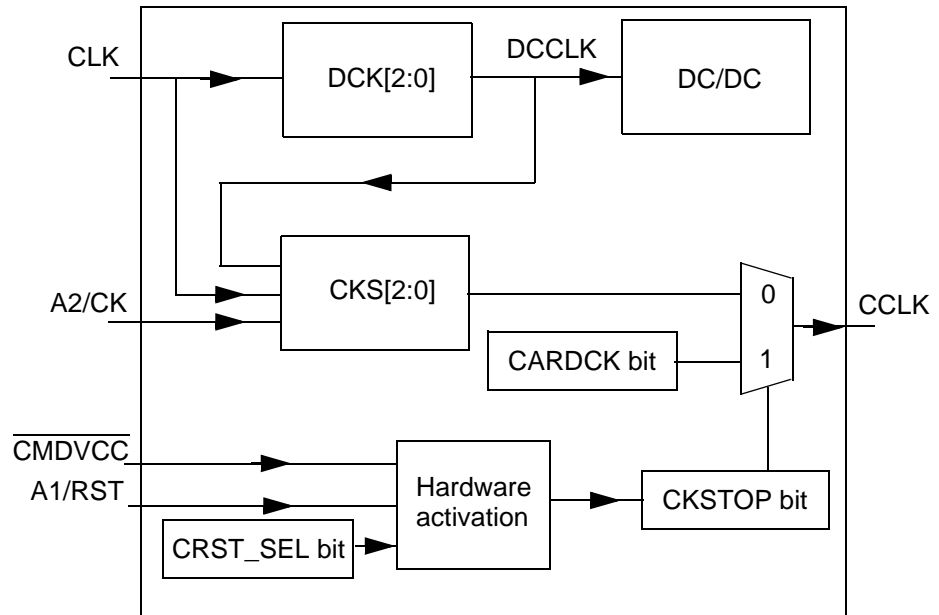 CLK
DCK[2:0]
DCCLK
DC/DC
A2/CK
CKS[2:0]
0
CCLK
CARDCK bit
1
CMDVCC
A1/RST
Hardware
activation
CKSTOP bit
CRST_SEL bit